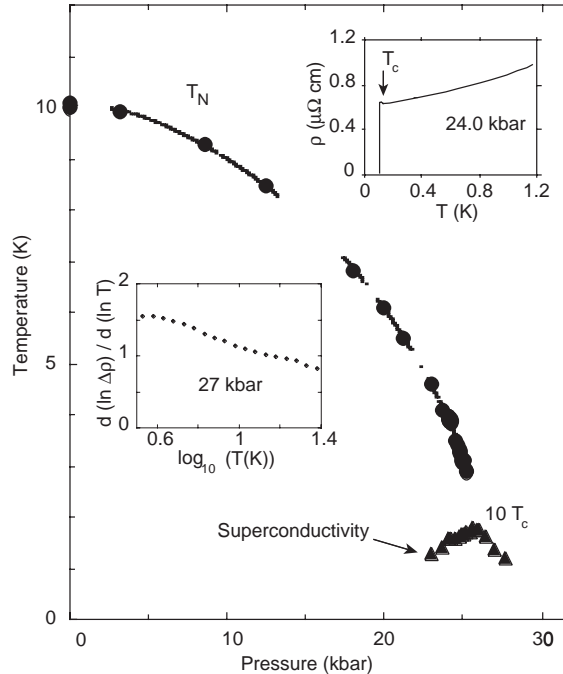 T_N
10
5
0
Temperature (K)
0
10
20
30
0
Pressure (kbar)
Superconductivity
10 T_c
1.2
0.8
0.4
0
ρ (μΩ cm)
T_c
24.0 kbar
0
0.4
0.8
1.2
T (K)
2
1
0
d (ln Δρ) / d (ln T)
27 kbar
0.6
1
1.4
log₁₀ (T(K))